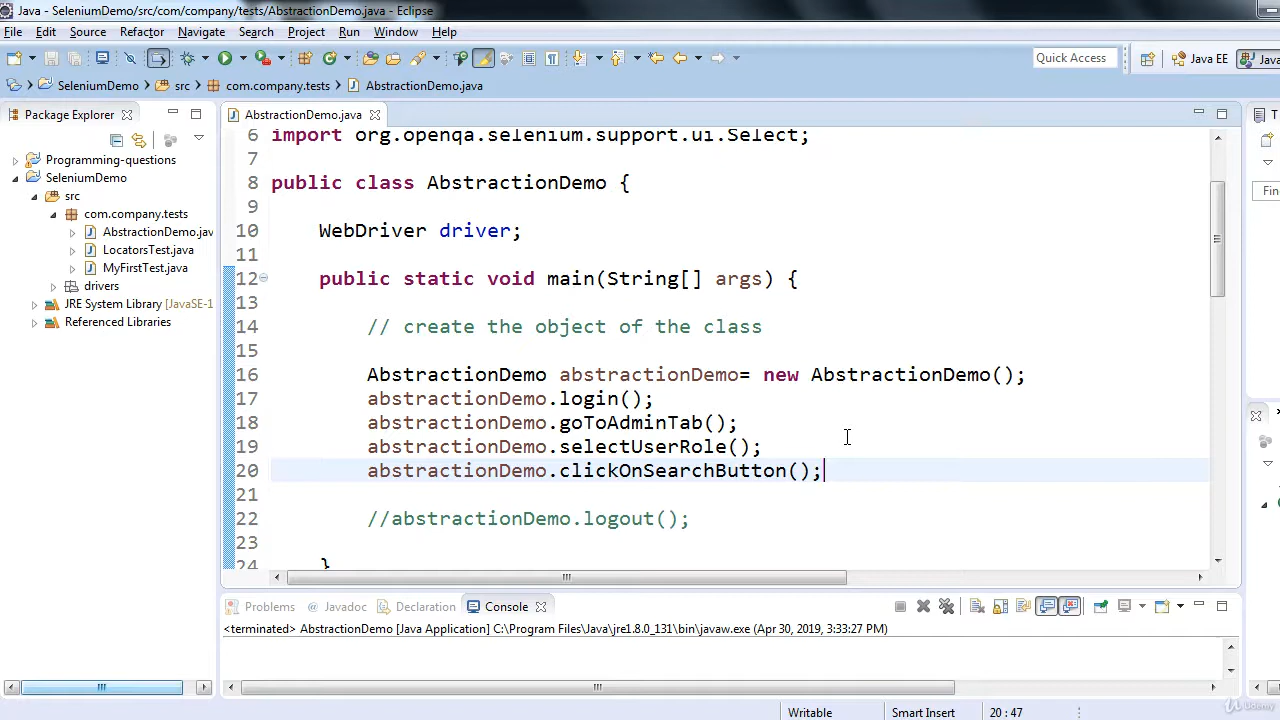 Java - SeleniumDemo/src/com/company/tests/AbstractionDemo.java - Eclipse
File Edit Source Refactor Navigate Search Project Run Window Help
Quick Access Java EE Java
SeleniumDemo src com.company.tests AbstractionDemo.java
Package Explorer
Programming-questions
SeleniumDemo
src
com.company.tests
AbstractionDemo.jav
LocatorsTest.java
MyFirstTest.java
drivers
JRE System Library [JavaSE-1
Referenced Libraries
AbstractionDemo.java
6 import org.openqa.selenium.support.ui.Select;
7
8 public class AbstractionDemo {
9
10 WebDriver driver;
11
12 public static void main(String[] args) {
13
14 // create the object of the class
15
16 AbstractionDemo abstractionDemo= new AbstractionDemo();
17 abstractionDemo.login();
18 abstractionDemo.goToAdminTab();
19 abstractionDemo.selectUserRole();
20 abstractionDemo.clickOnSearchButton();
21
22 //abstractionDemo.logout();
23
24 }
T
Fin
Problems @ Javadoc Declaration Console
<terminated> AbstractionDemo [Java Application] C:\Program Files\Java\jre1.8.0_131\bin\javaw.exe (Apr 30, 2019, 3:33:27 PM)
Writable Smart Insert 20 : 47
Udemy